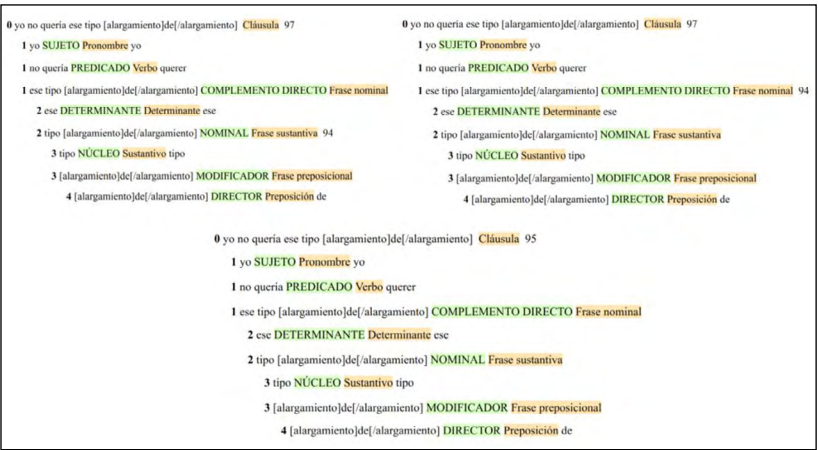 0 yo no quería ese tipo [alargamiento]de[/alargamiento] Cláusula 97
1 yo SUJETO Pronombre yo
1 no quería PREDICADO Verbo querer
1 ese tipo [alargamiento]de[/alargamiento] COMPLEMENTO DIRECTO Frase nominal
2 ese DETERMINANTE Determinante ese
2 tipo [alargamiento]de[/alargamiento] NOMINAL Frase sustantiva 94
3 tipo NÚCLEO Sustantivo tipo
3 [alargamiento]de[/alargamiento] MODIFICADOR Frase preposicional
4 [alargamiento]de[/alargamiento] DIRECTOR Preposición de
0 yo no quería ese tipo [alargamiento]de[/alargamiento] Cláusula 97
1 yo SUJETO Pronombre yo
1 no quería PREDICADO Verbo querer
1 ese tipo [alargamiento]de[/alargamiento] COMPLEMENTO DIRECTO Frase nominal 94
2 ese DETERMINANTE Determinante ese
2 tipo [alargamiento]de[/alargamiento] NOMINAL Frase sustantiva
3 tipo NÚCLEO Sustantivo tipo
3 [alargamiento]de[/alargamiento] MODIFICADOR Frase preposicional
4 [alargamiento]de[/alargamiento] DIRECTOR Preposición de
0 yo no quería ese tipo [alargamiento]de[/alargamiento] Cláusula 95
1 yo SUJETO Pronombre yo
1 no quería PREDICADO Verbo querer
1 ese tipo [alargamiento]de[/alargamiento] COMPLEMENTO DIRECTO Frase nominal
2 ese DETERMINANTE Determinante ese
2 tipo [alargamiento]de[/alargamiento] NOMINAL Frase sustantiva
3 tipo NÚCLEO Sustantivo tipo
3 [alargamiento]de[/alargamiento] MODIFICADOR Frase preposicional
4 [alargamiento]de[/alargamiento] DIRECTOR Preposición de